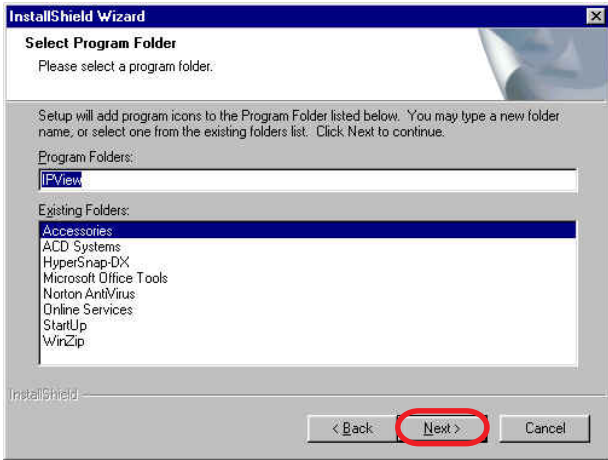 InstallShield Wizard
Select Program Folder
Please select a program folder.
Setup will add program icons to the Program Folder listed below. You may type a new folder
name, or select one from the existing folders list. Click Next to continue.
Program Folders:
IPView
Existing Folders:
Accessories
ACD Systems
HyperSnap-DX
Microsoft Office Tools
Norton AntiVirus
Online Services
StartUp
WinZip
InstallShield
< Back
Next >
Cancel